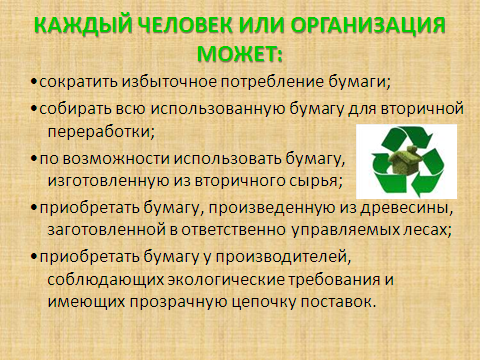 КАЖДЫЙ ЧЕЛОВЕК ИЛИ ОРГАНИЗАЦИЯ
МОЖЕТ:
•сократить избыточное потребление бумаги;
•собирать всю использованную бумагу для вторичной
переработки;
•по возможности использовать бумагу,
изготовленную из вторичного сырья;
•приобретать бумагу, произведенную из древесины,
заготовленной в ответственно управляемых лесах;
•приобретать бумагу у производителей,
соблюдающих экологические требования и
имеющих прозрачную цепочку поставок.